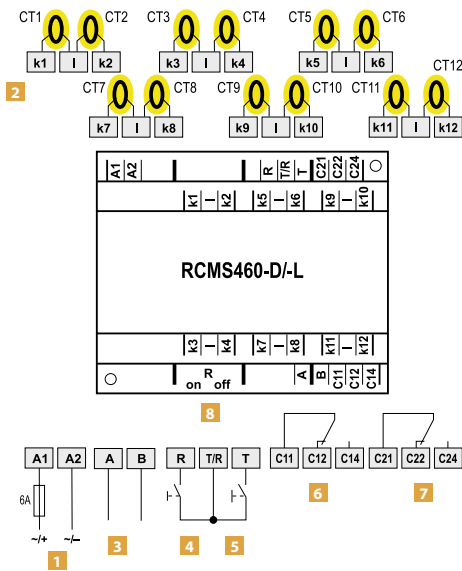 CT1 CT2 CT3 CT4 CT5 CT6
k1 I k2 k3 I k4 k5 I k6
2
CT7 CT8 CT9 CT10 CT11 CT12
k7 I k8 k9 I k10 k11 I k12
A1 A2 R T/R T C21 C22 C24
k1 I k2 k5 I k6 k9 I k10
RCMS460-D/-L
k3 I k4 k7 I k8 k11 I k12
R
on off
A B C11 C12 C14
8
A1 A2 A B R T/R T C11 C12 C14 C21 C22 C24
6A
~/+ ~/–
1 3 4 5 6 7